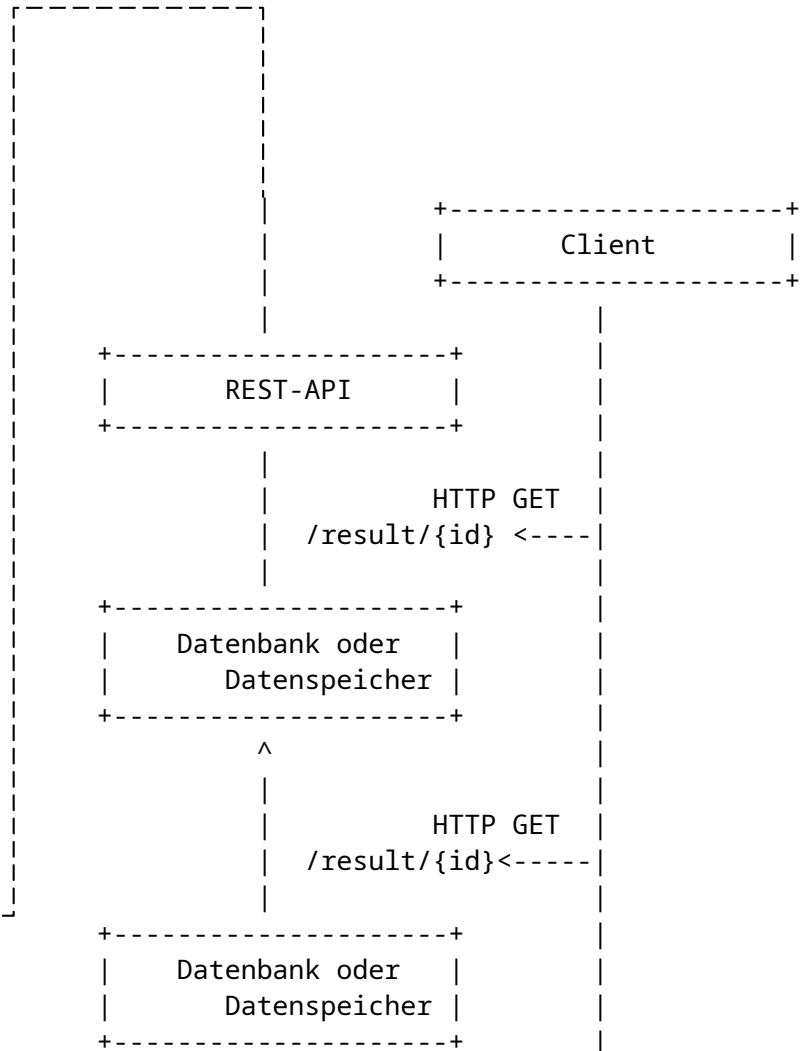 Client
REST-API
HTTP GET
/result/{id} <----
Datenbank oder
Datenspeicher
HTTP GET
/result/{id}<-----
Datenbank oder
Datenspeicher